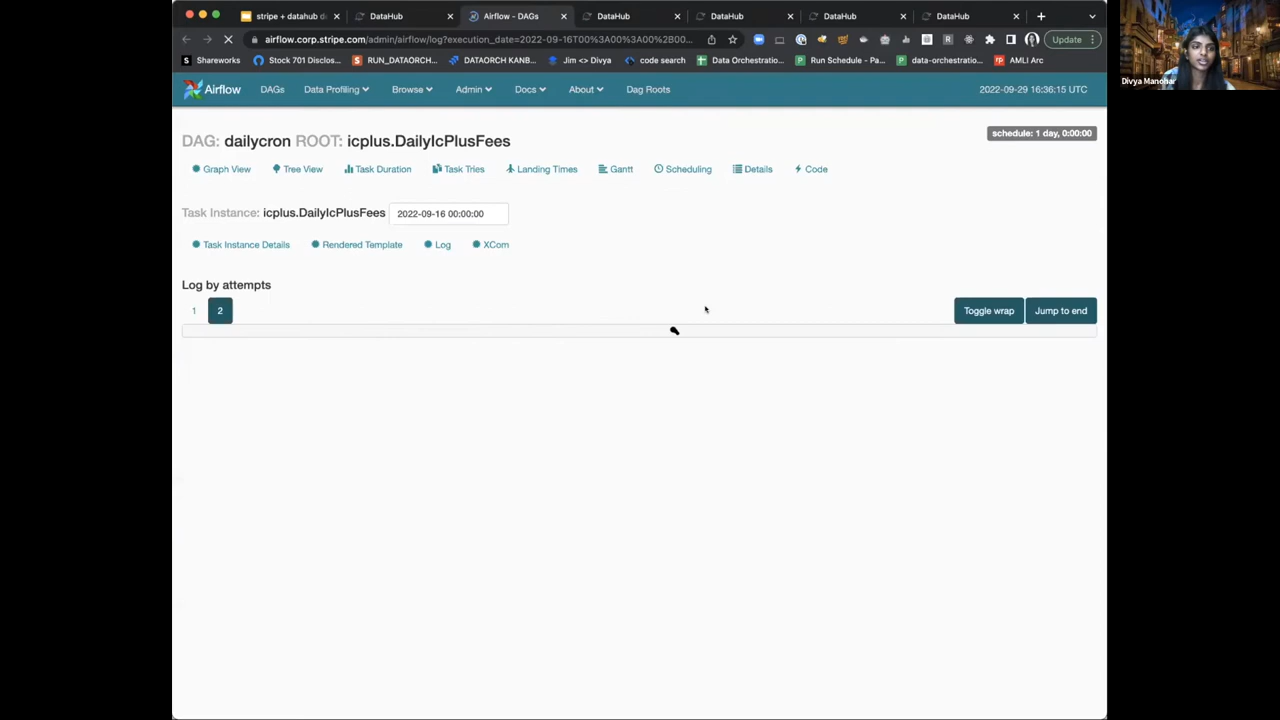 stripe + datahub d
DataHub
Airflow - DAGs
DataHub
DataHub
DataHub
DataHub
airflow.corp.stripe.com/admin/airflow/log?execution_date=2022-09-16T00%3A00%3A00%2B00...
Update
Shareworks
Stock 701 Disclos...
RUN_DATAORCH...
DATAORCH KANB...
Jim <> Divya
code search
Data Orchestratio...
Run Schedule - Pa...
data-orchestratio...
AMLI Arc
Divya Manohar
Airflow
DAGs
Data Profiling
Browse
Admin
Docs
About
Dag Roots
2022-09-29 16:36:15 UTC
DAG: dailycron ROOT: icplus.DailyIcPlusFees
schedule: 1 day, 0:00:00
Graph View
Tree View
Task Duration
Task Tries
Landing Times
Gantt
Scheduling
Details
Code
Task Instance: icplus.DailyIcPlusFees 2022-09-16 00:00:00
Task Instance Details
Rendered Template
Log
XCom
Log by attempts
1
2
Toggle wrap
Jump to end